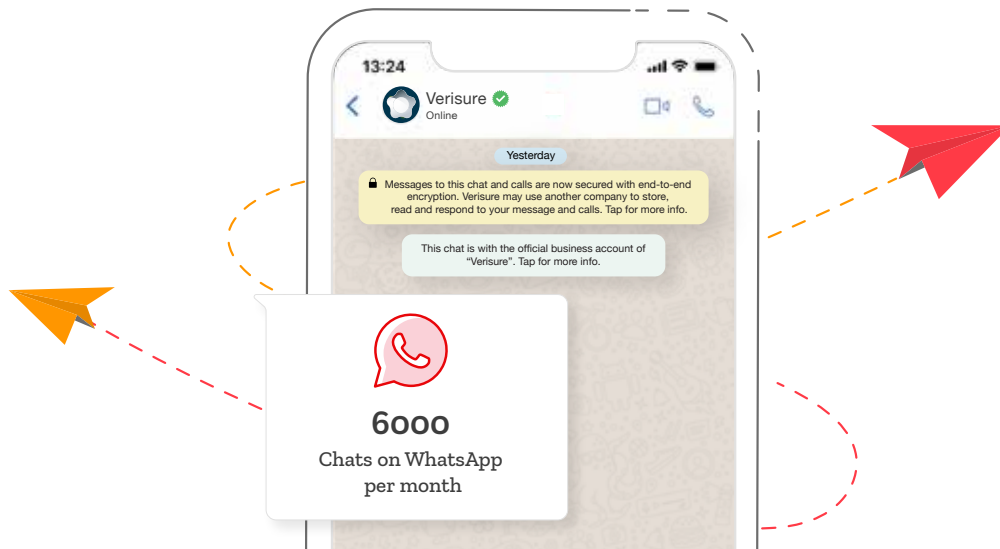 13:24
Verisure
Online
Yesterday
Messages to this chat and calls are now secured with end-to-end
encryption. Verisure may use another company to store,
read and respond to your message and calls. Tap for more info.
This chat is with the official business account of
“Verisure”. Tap for more info.
6000
Chats on WhatsApp
per month